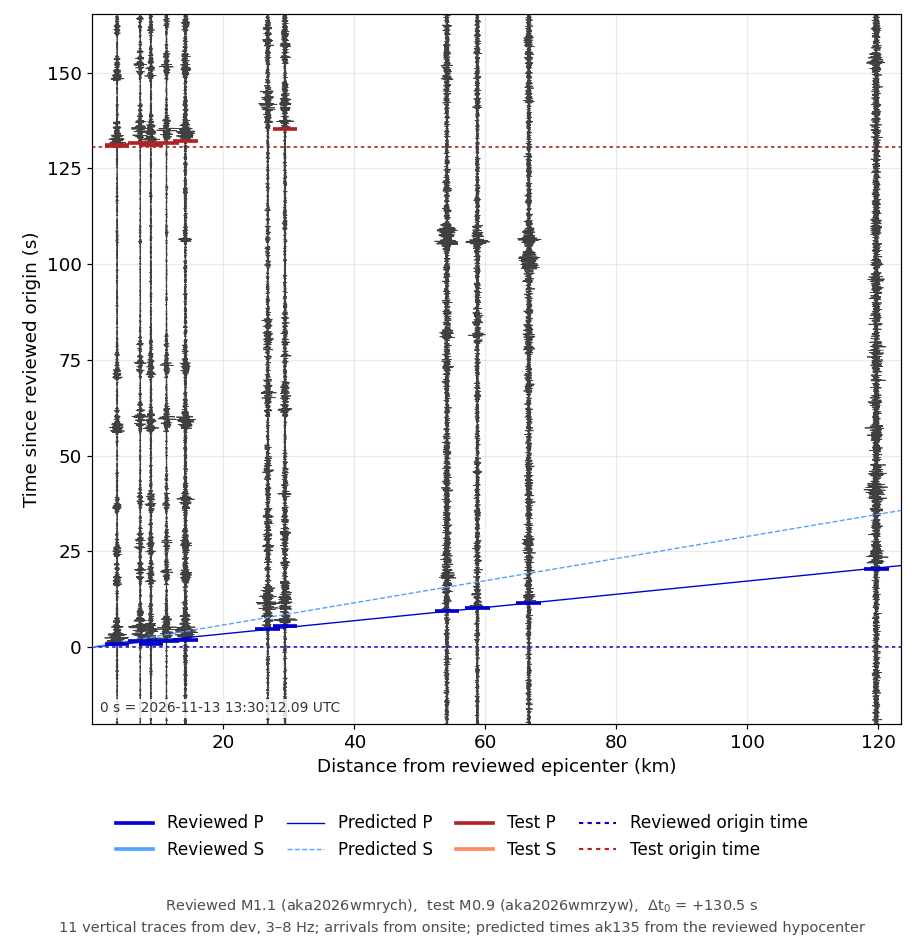 150
125
100
75
50
25
0
Time since reviewed origin (s)
0 s = 2026-11-13 13:30:12.09 UTC
20 40 60 80 100 120
Distance from reviewed epicenter (km)
Reviewed P Predicted P Test P Reviewed origin time
Reviewed S Predicted S Test S Test origin time
Reviewed M1.1 (aka2026wmrych), test M0.9 (aka2026wmrzyw), Δt₀ = +130.5 s
11 vertical traces from dev, 3–8 Hz; arrivals from onsite; predicted times ak135 from the reviewed hypocenter